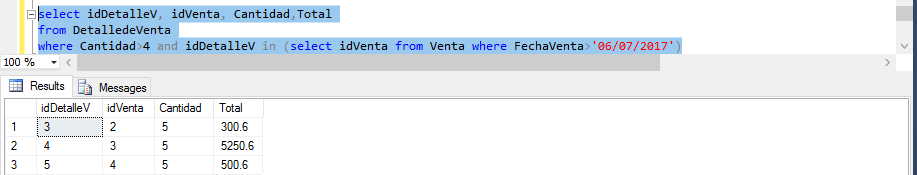 select idDetalleV, idVenta, Cantidad,Total
from DetalledeVenta
where Cantidad>4 and idDetalleV in (select idVenta from Venta where FechaVenta>'06/07/2017')
100 %
Results Messages
idDetalleV idVenta Cantidad Total
1 3 2 5 300.6
2 4 3 5 5250.6
3 5 4 5 500.6